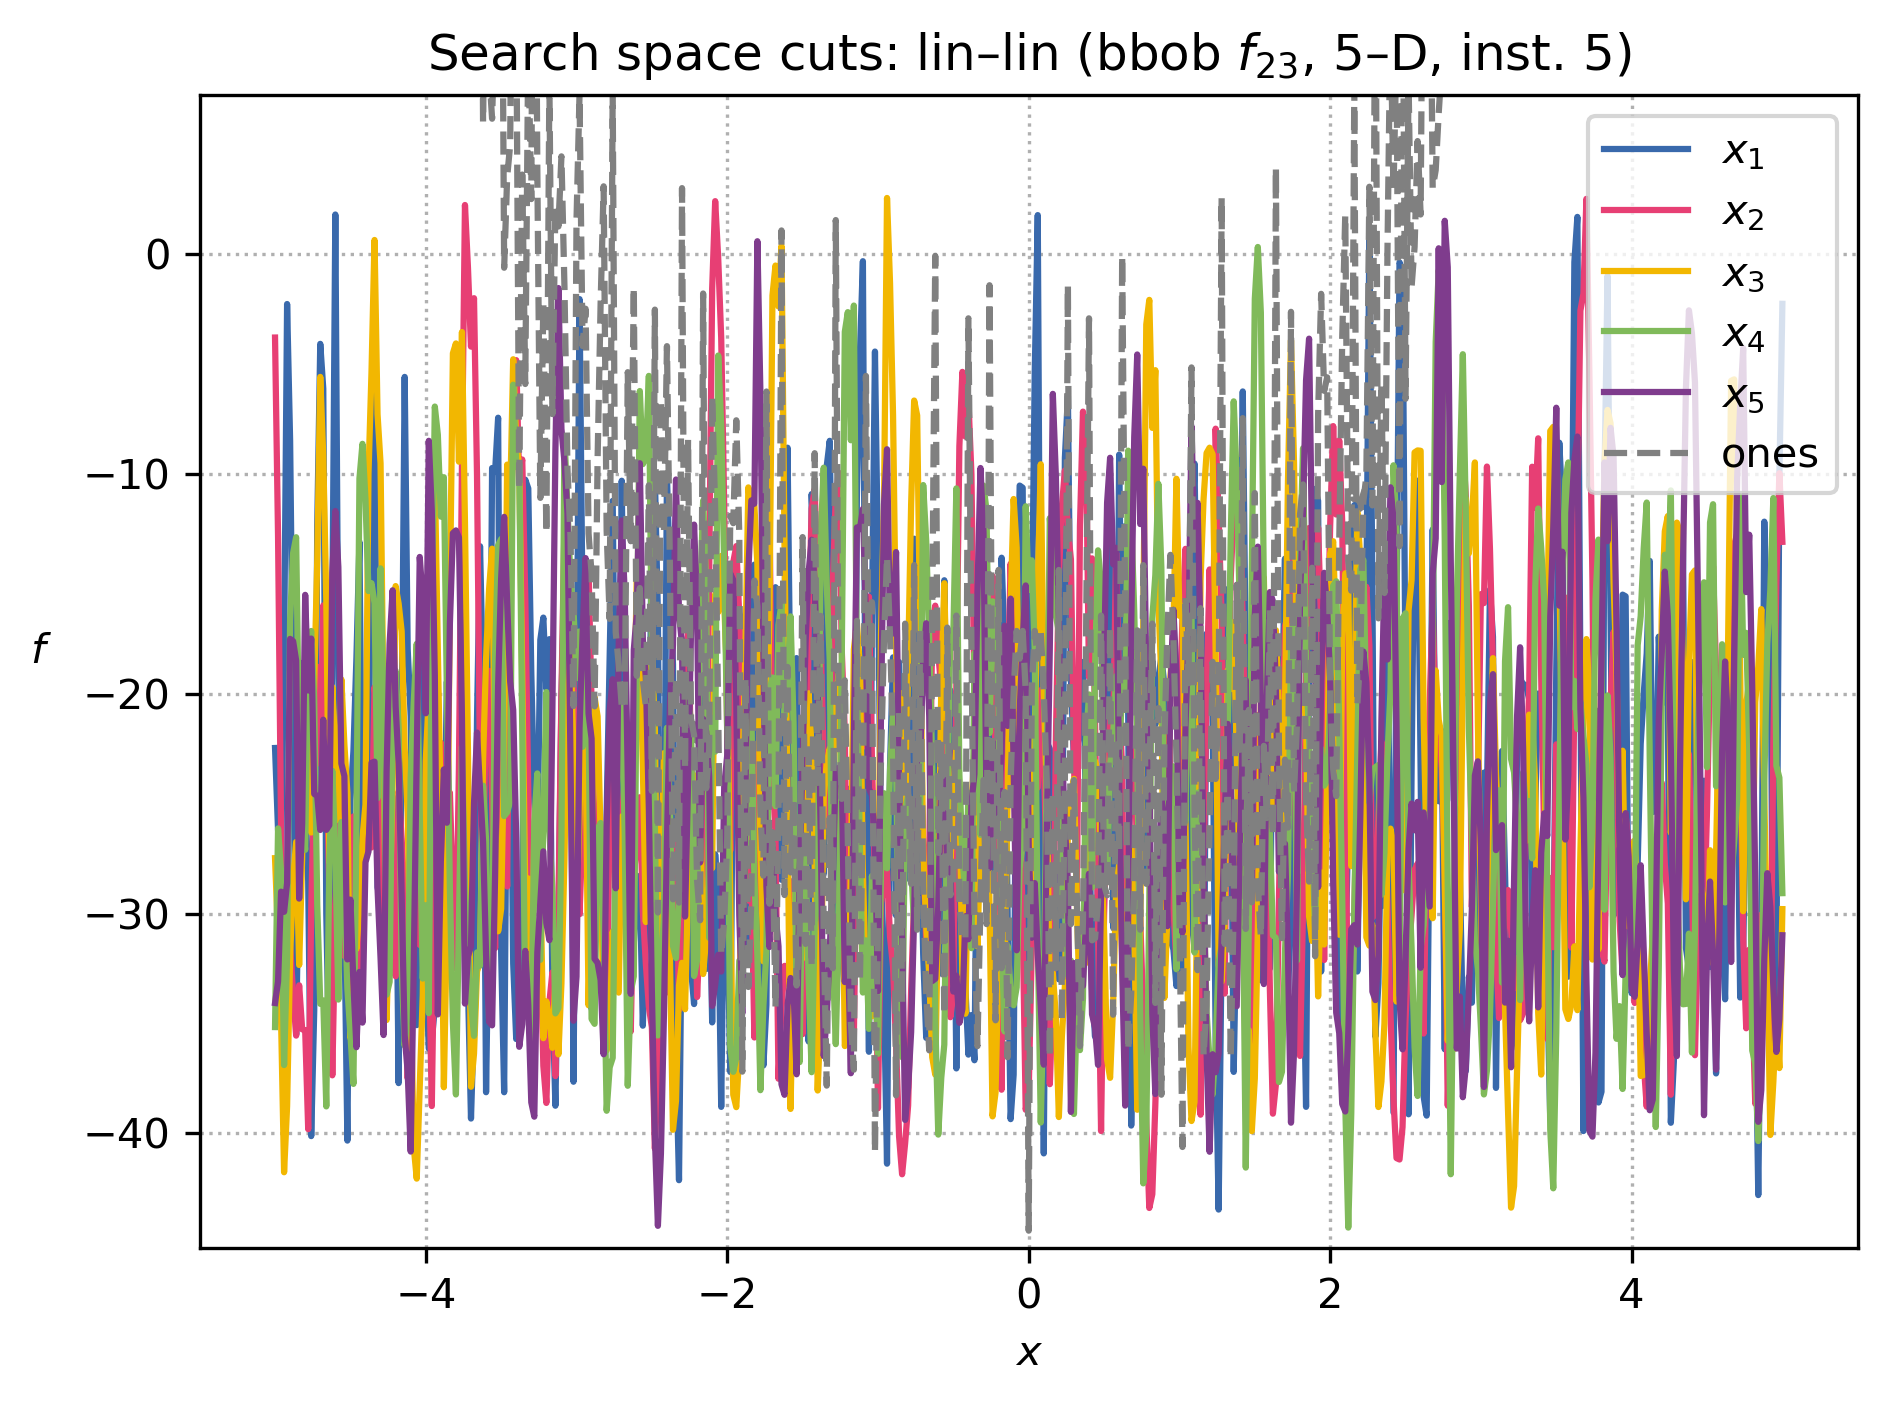 Search space cuts: lin–lin (bbob f₂₃, 5–D, inst. 5)
x₁
x₂
x₃
x₄
x₅
ones
0
−10
−20
−30
−40
f
−4
−2
0
2
4
x